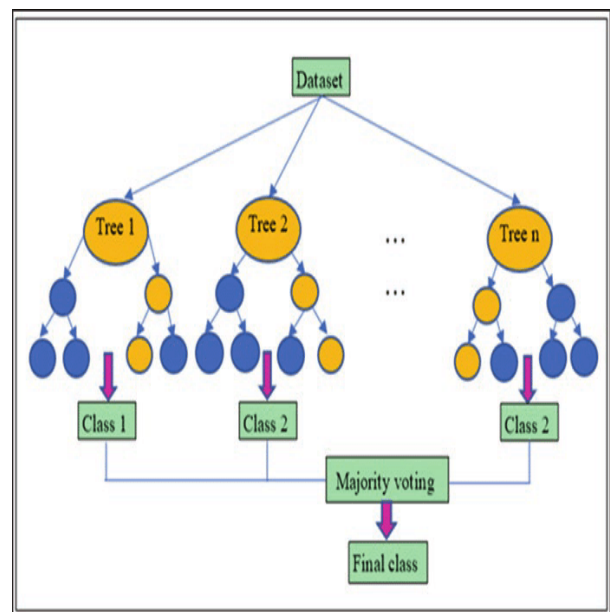 Dataset
Tree 1
Tree 2
...
Tree n
...
Class 1
Class 2
Class 2
Majority voting
Final class